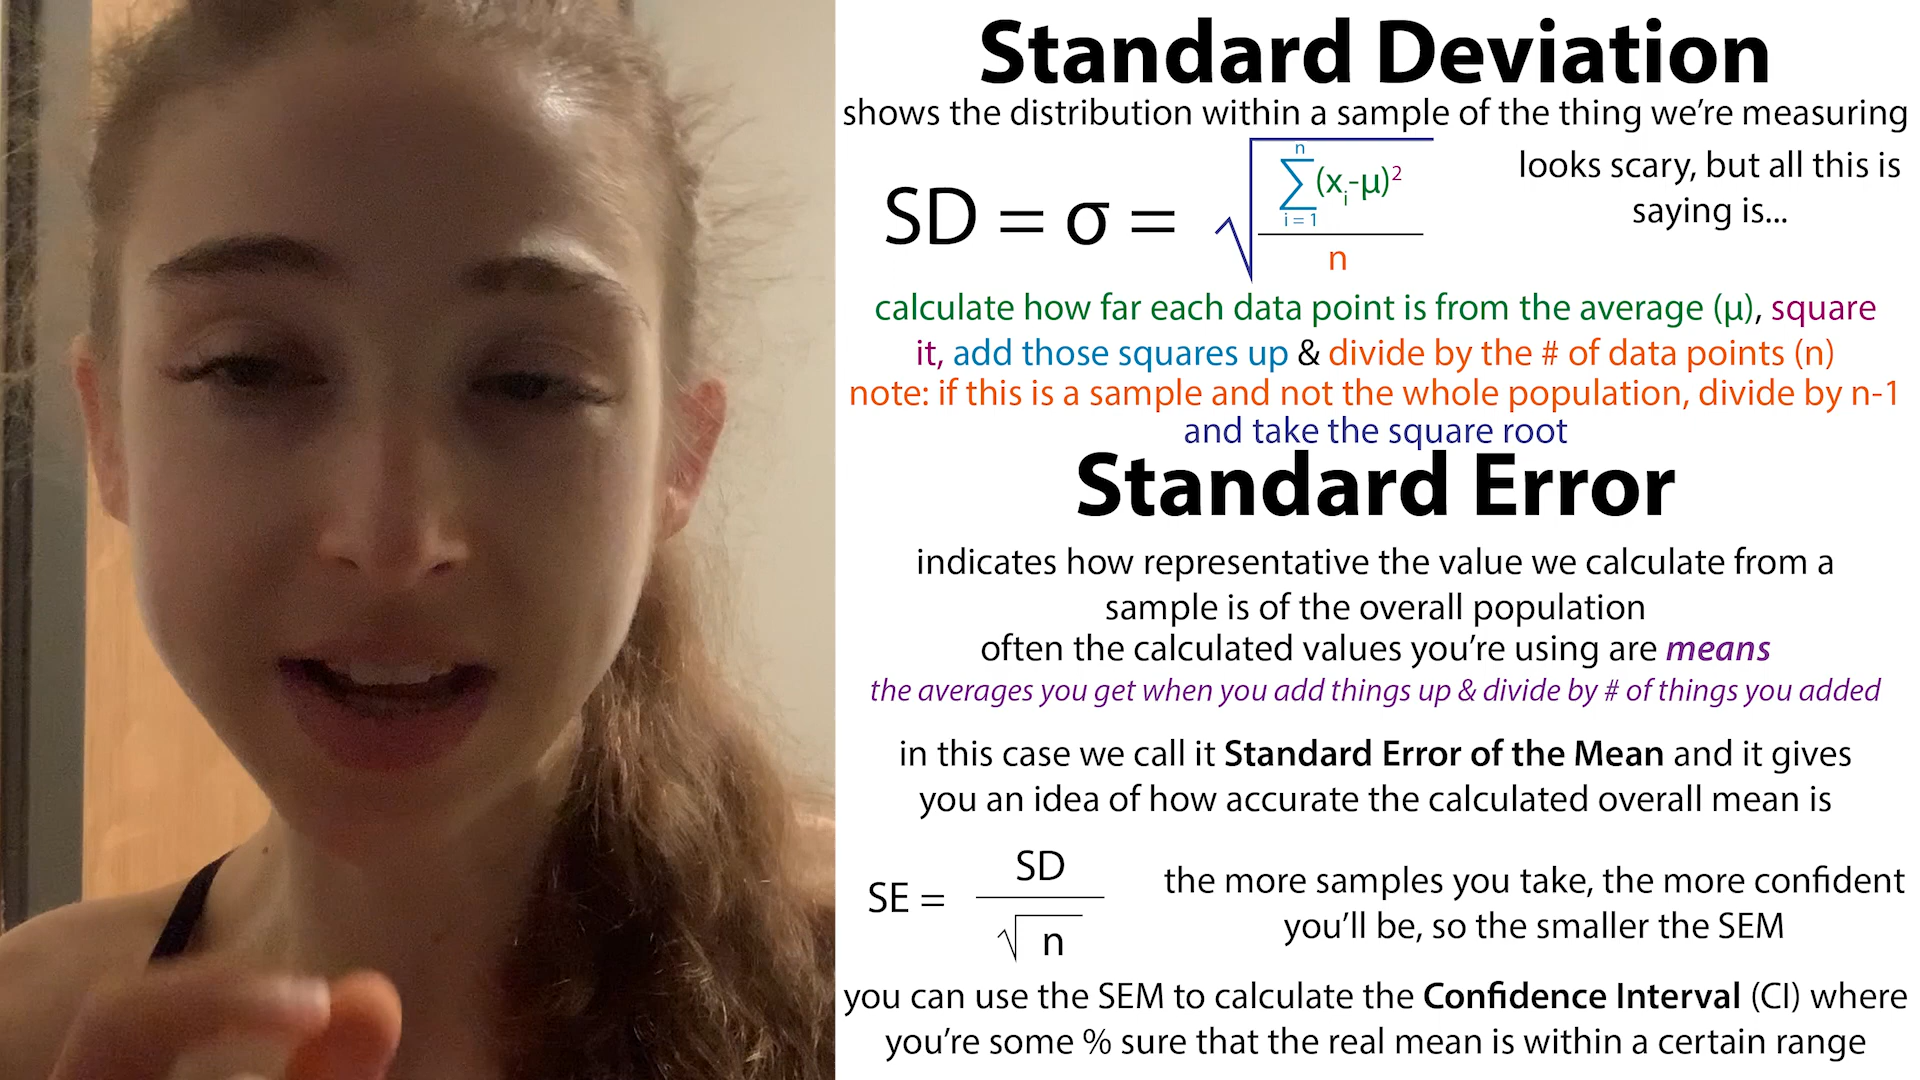 Standard Deviation
shows the distribution within a sample of the thing we're measuring
SD = σ = √ n ∑ i = 1 (xi-μ)2 / n
looks scary, but all this is
saying is...
calculate how far each data point is from the average (μ), square
it, add those squares up & divide by the # of data points (n)
note: if this is a sample and not the whole population, divide by n-1
and take the square root
Standard Error
indicates how representative the value we calculate from a
sample is of the overall population
often the calculated values you're using are means
the averages you get when you add things up & divide by # of things you added
in this case we call it Standard Error of the Mean and it gives
you an idea of how accurate the calculated overall mean is
SE = SD / √n
the more samples you take, the more confident
you'll be, so the smaller the SEM
you can use the SEM to calculate the Confidence Interval (CI) where
you're some % sure that the real mean is within a certain range